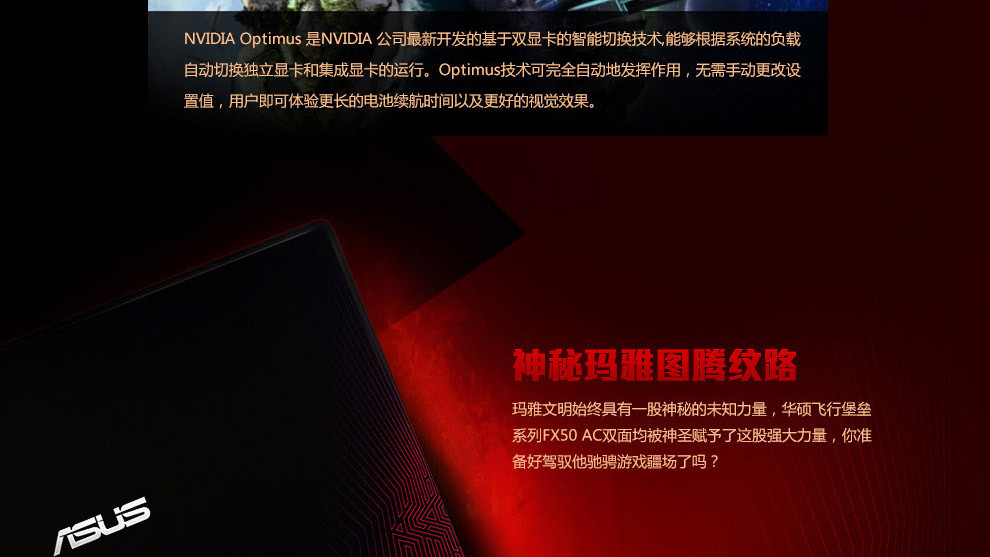 NVIDIA Optimus 是NVIDIA 公司最新开发的基于双显卡的智能切换技术,能够根据系统的负载
自动切换独立显卡和集成显卡的运行。Optimus技术可完全自动地发挥作用，无需手动更改设
置值，用户即可体验更长的电池续航时间以及更好的视觉效果。
神秘玛雅图腾纹路
玛雅文明始终具有一股神秘的未知力量，华硕飞行堡垒
系列FX50 AC双面均被神圣赋予了这股强大力量，你准
备好驾驭他驰骋游戏疆场了吗？
ASUS